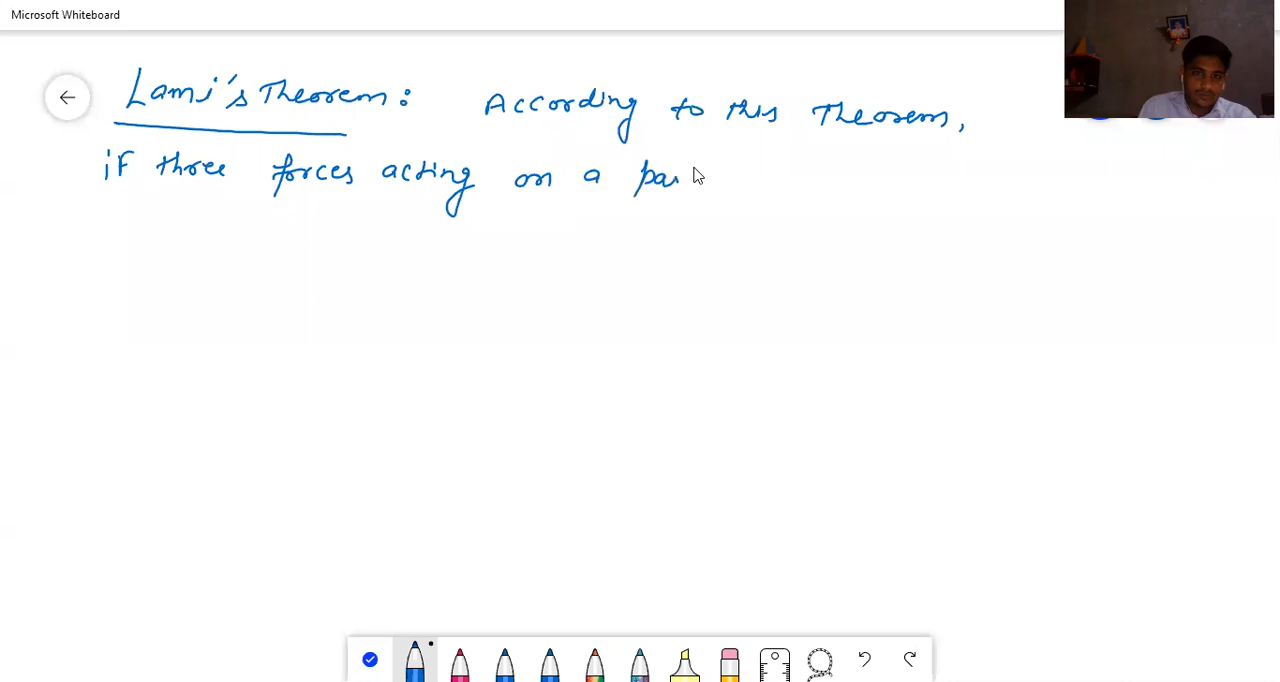 Microsoft Whiteboard
Lami's Theorem: According to this Theorem,
if three forces acting on a par